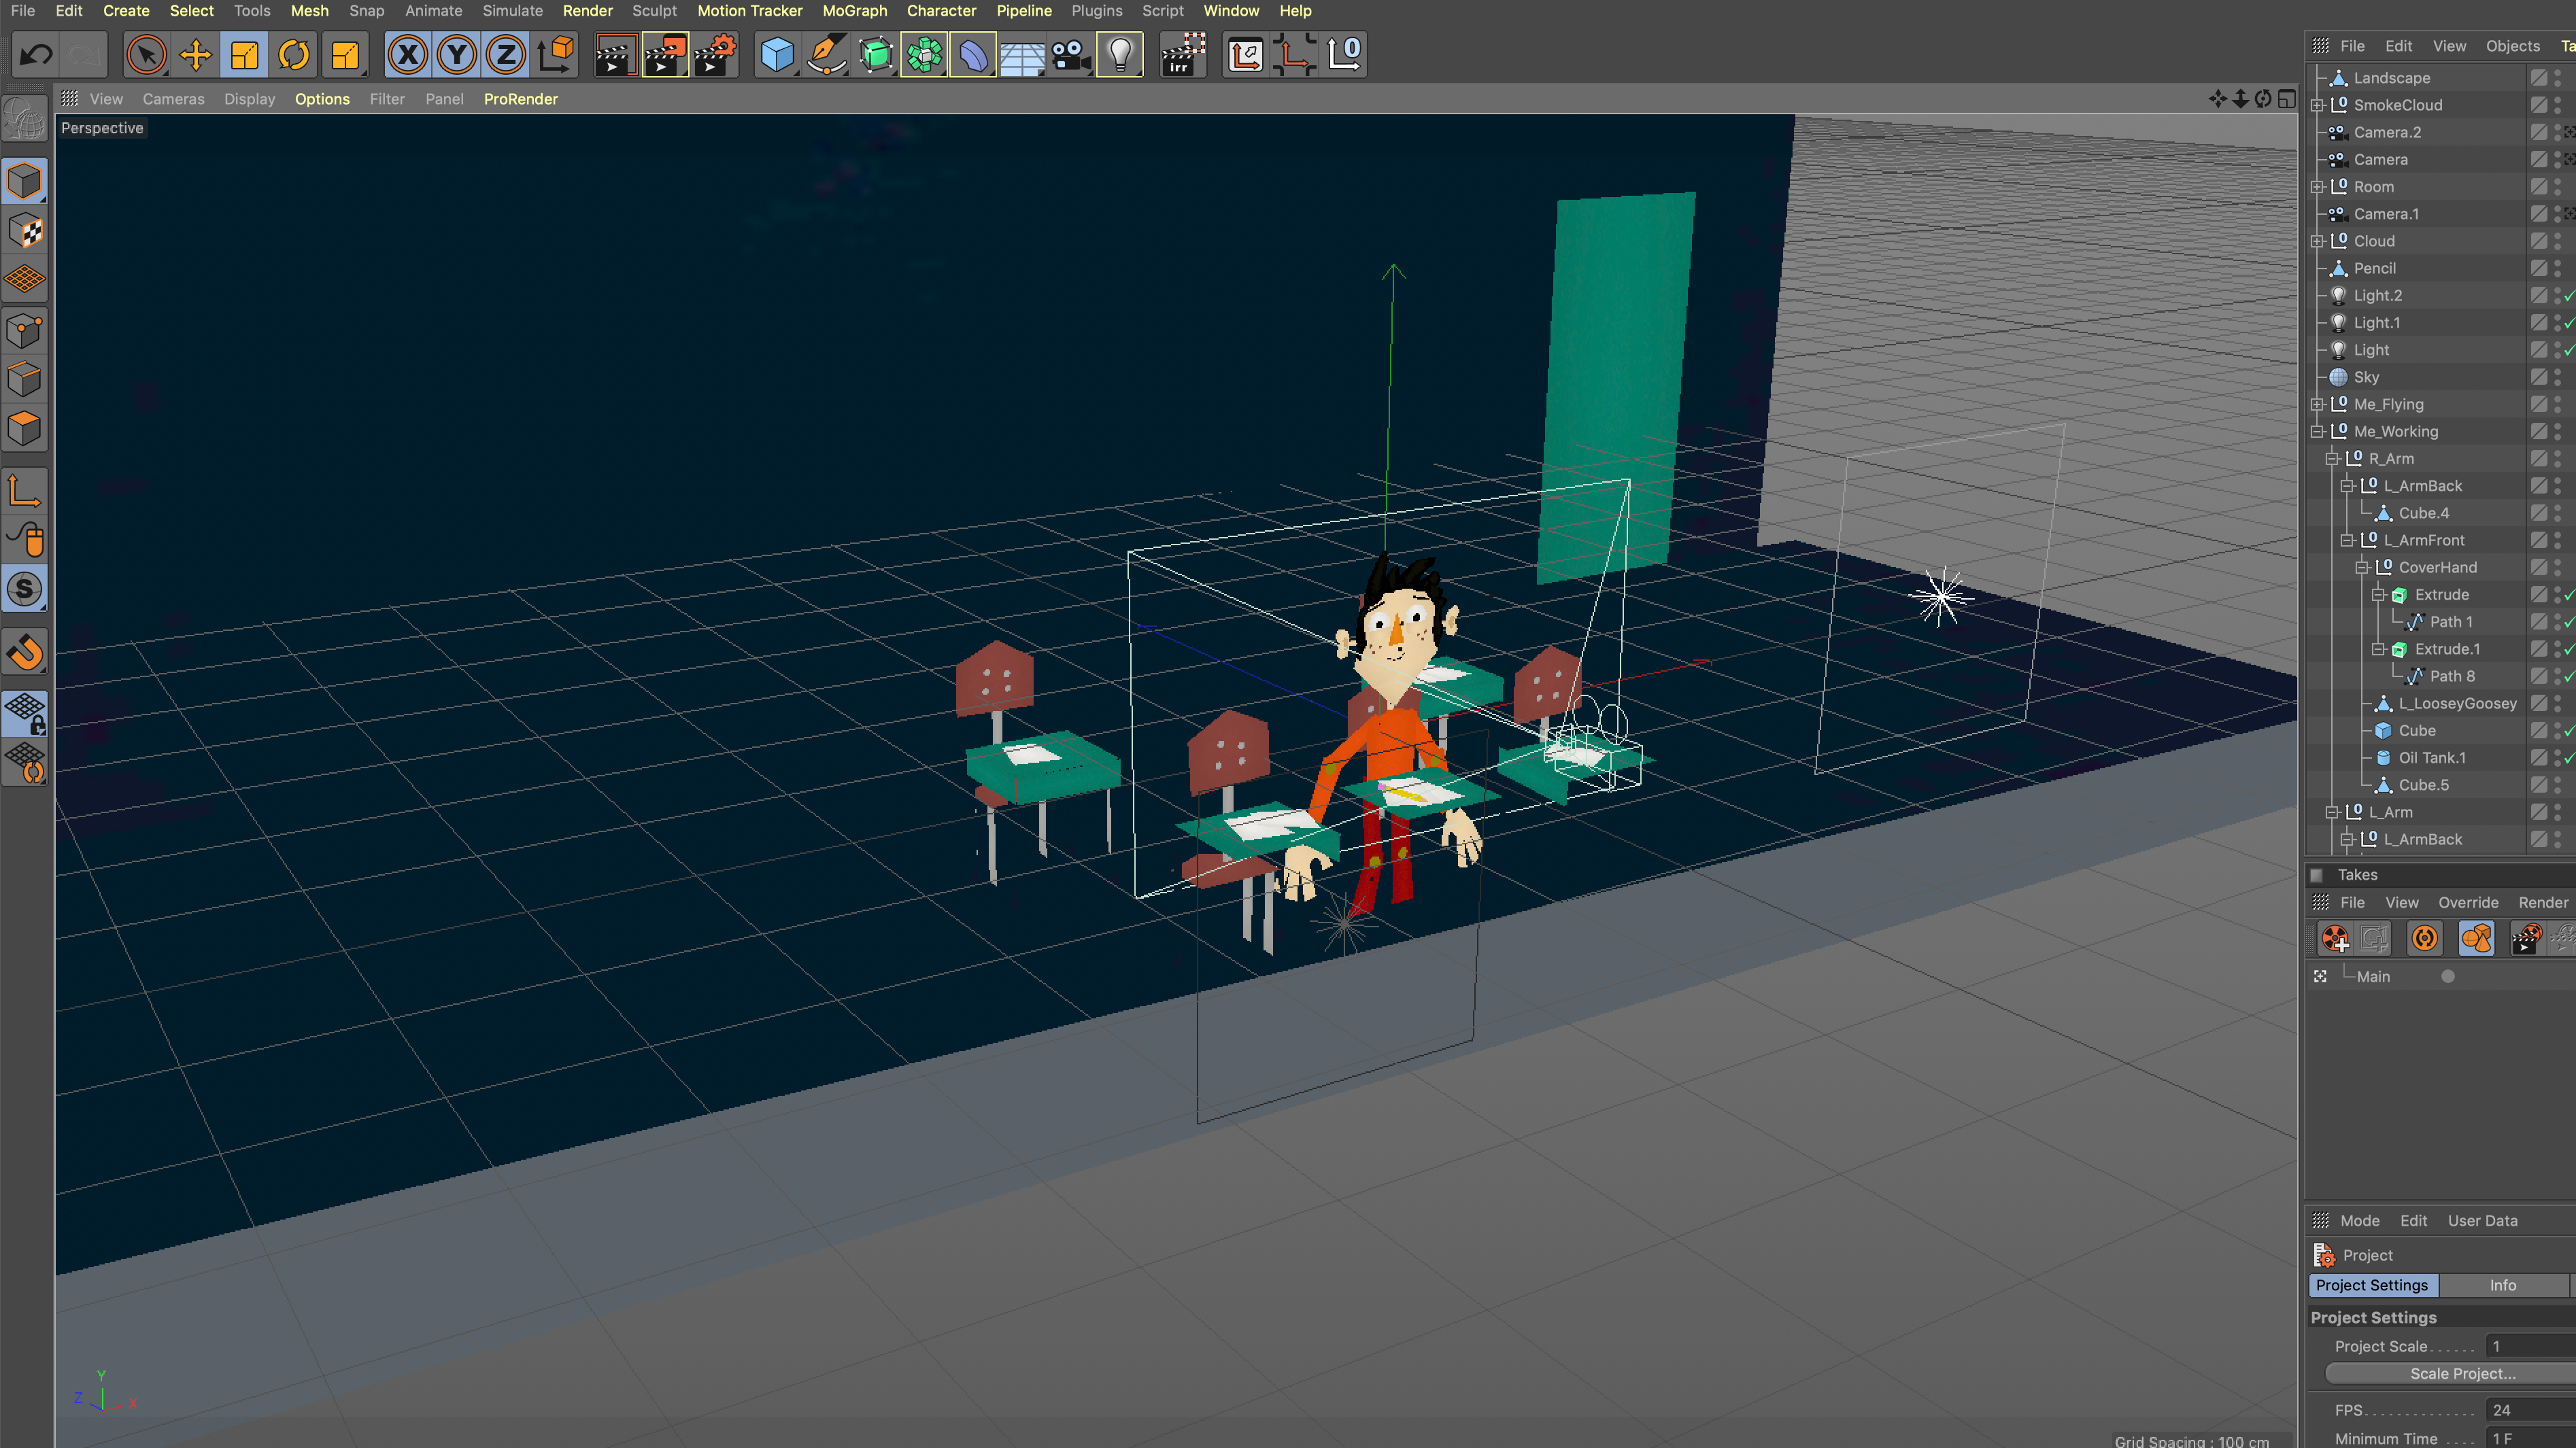 File Edit Create Select Tools Mesh Snap Animate Simulate Render Sculpt Motion Tracker MoGraph Character Pipeline Plugins Script Window Help
X Y Z irr 0
File Edit View Objects
View Cameras Display Options Filter Panel ProRender
Perspective
Landscape
SmokeCloud
Camera.2
Camera
Room
Camera.1
Cloud
Pencil
Light.2
Light.1
Light
Sky
Me_Flying
Me_Working
R_Arm
L_ArmBack
Cube.4
L_ArmFront
CoverHand
Extrude
Path 1
Extrude.1
Path 8
L_LooseyGoosey
Cube
Oil Tank.1
Cube.5
L_Arm
L_ArmBack
Takes
File View Override Render
Main
Mode Edit User Data
Project
Project Settings Info
Project Settings
Project Scale...... 1
Scale Project...
FPS.............. 24
Minimum Time .... 1 F
Y
Z X
Grid Spacing : 100 cm